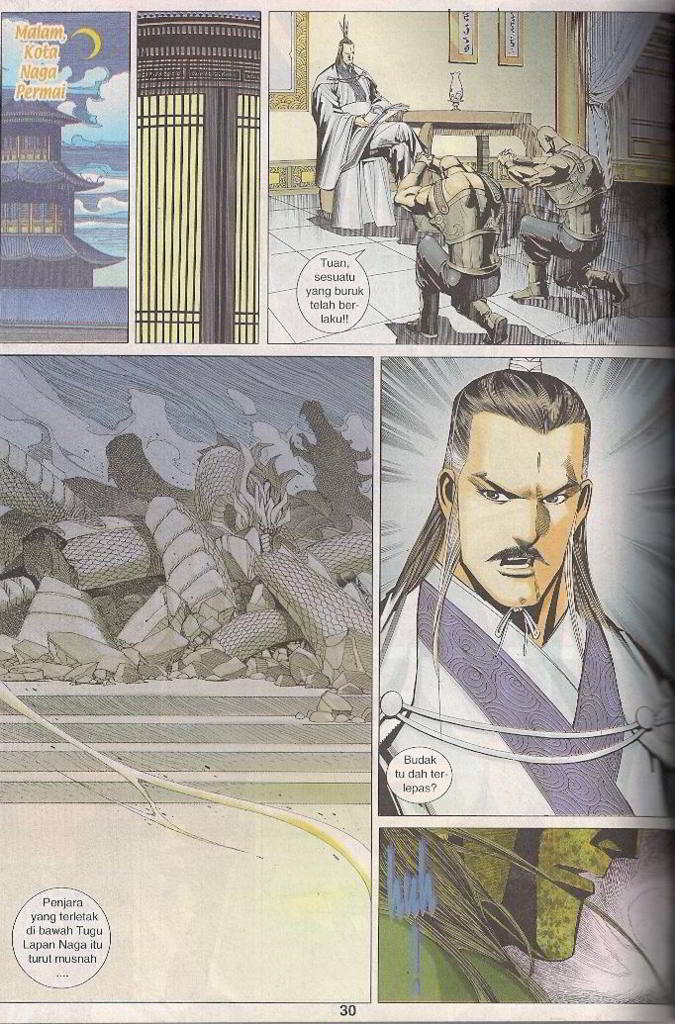 Malam,
Kota
Naga
Permai
Tuan,
sesuatu
yang buruk
telah ber-
laku!!
Budak
tu dah ter-
lepas?
Penjara
yang terletak
di bawah Tugu
Lapan Naga itu
turut musnah
....
30